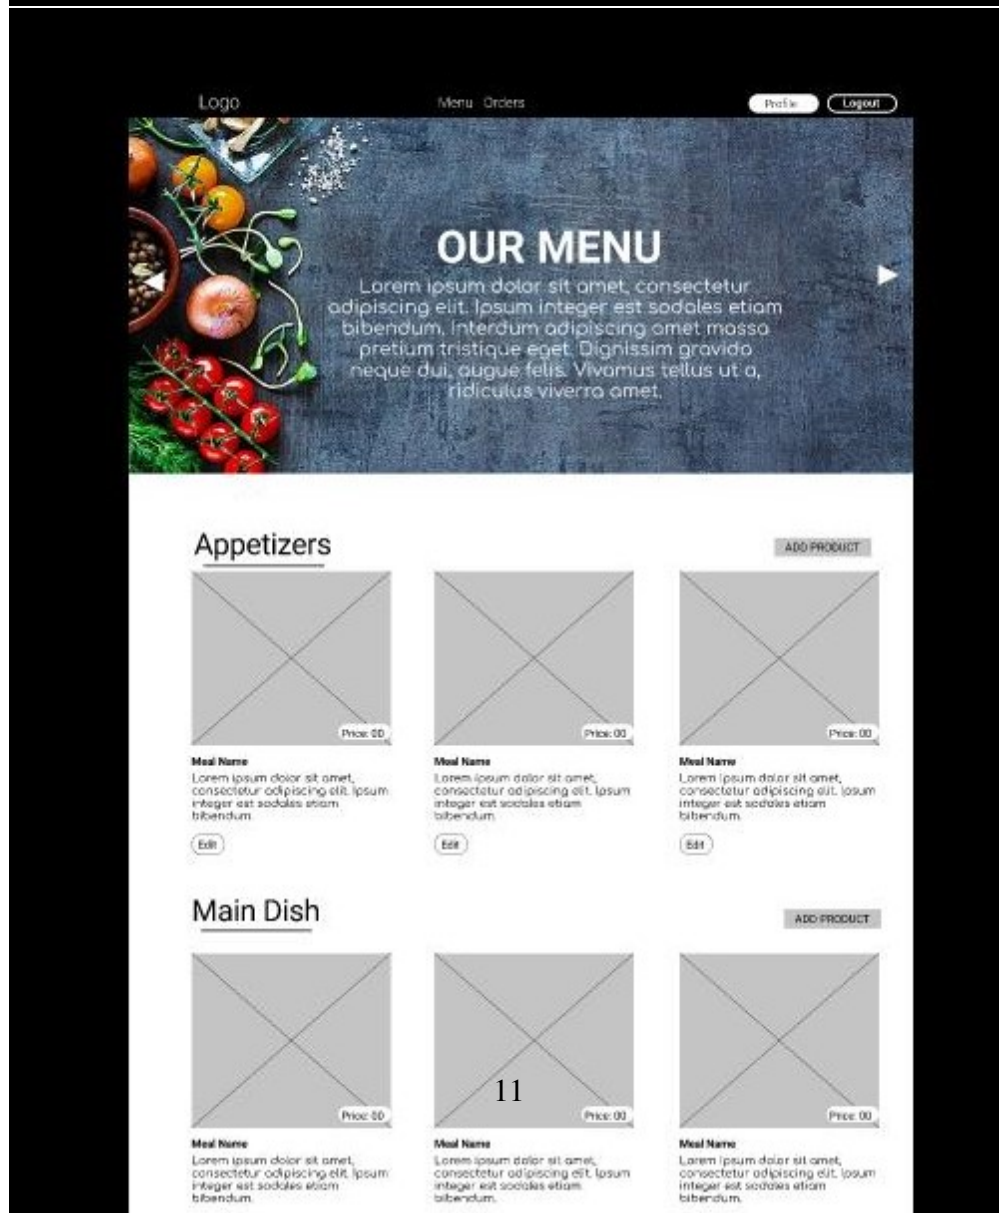 Logo Menu Orders Profile Logout
OUR MENU
Lorem ipsum dolor sit amet, consectetur
adipiscing elit. Ipsum integer est sodales etiam
bibendum. Interdum adipiscing amet massa
pretium tristique eget. Dignissim gravida
neque dui, augue felis. Vivamus tellus ut a,
ridiculus viverra amet.
Appetizers
ADD PRODUCT
Price: 00
Meal Name
Lorem ipsum dolor sit amet,
consectetur adipiscing elit. Ipsum
integer est sodales etiam
bibendum.
Edit
Price: 00
Meal Name
Lorem ipsum dolor sit amet,
consectetur adipiscing elit. Ipsum
integer est sodales etiam
bibendum.
Edit
Price: 00
Meal Name
Lorem ipsum dolor sit amet,
consectetur adipiscing elit. Ipsum
integer est sodales etiam
bibendum.
Edit
Main Dish
ADD PRODUCT
Price: 00
Meal Name
Lorem ipsum dolor sit amet,
consectetur adipiscing elit. Ipsum
integer est sodales etiam
bibendum.
11
Price: 00
Meal Name
Lorem ipsum dolor sit amet,
consectetur adipiscing elit. Ipsum
integer est sodales etiam
bibendum.
Price: 00
Meal Name
Lorem ipsum dolor sit amet,
consectetur adipiscing elit. Ipsum
integer est sodales etiam
bibendum.